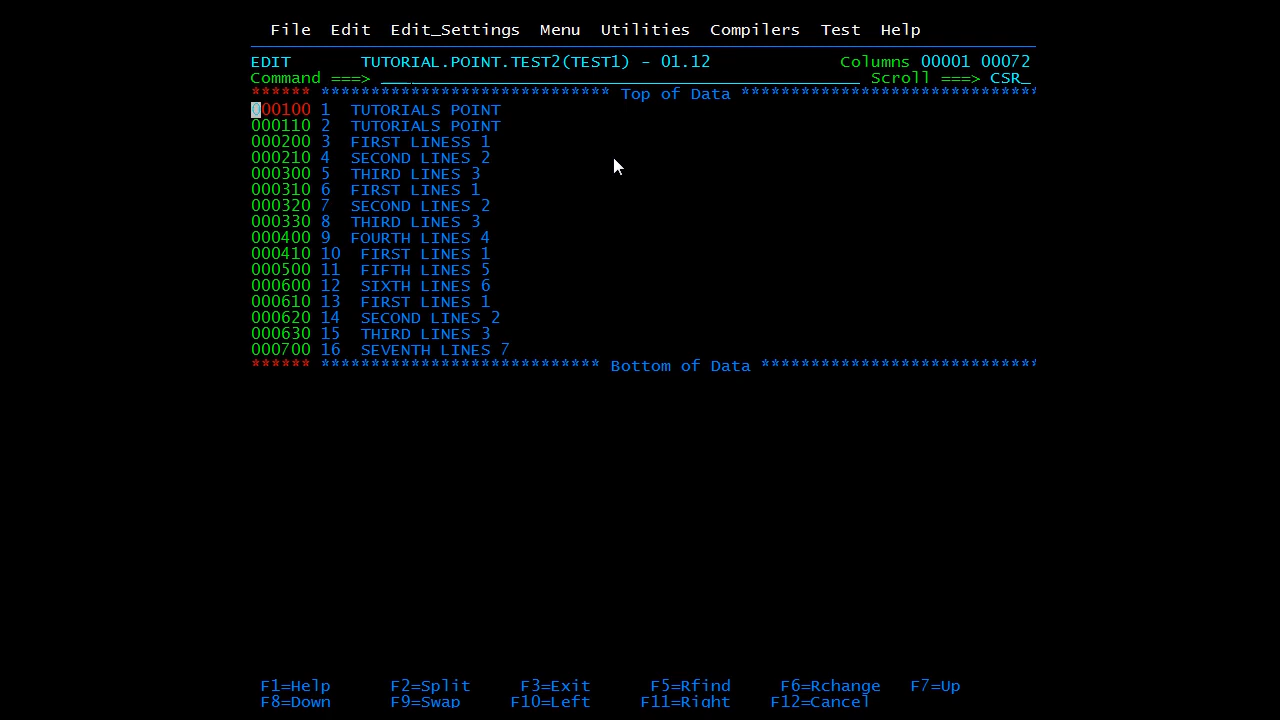 File Edit Edit_Settings Menu Utilities Compilers Test Help
EDIT TUTORIAL.POINT.TEST2(TEST1) - 01.12 Columns 00001 00072
Command ===> Scroll ===> CSR_
****** ***************************** Top of Data ******************************
000100 1 TUTORIALS POINT
000110 2 TUTORIALS POINT
000200 3 FIRST LINESS 1
000210 4 SECOND LINES 2
000300 5 THIRD LINES 3
000310 6 FIRST LINES 1
000320 7 SECOND LINES 2
000330 8 THIRD LINES 3
000400 9 FOURTH LINES 4
000410 10 FIRST LINES 1
000500 11 FIFTH LINES 5
000600 12 SIXTH LINES 6
000610 13 FIRST LINES 1
000620 14 SECOND LINES 2
000630 15 THIRD LINES 3
000700 16 SEVENTH LINES 7
****** **************************** Bottom of Data ****************************
F1=Help F2=Split F3=Exit F5=Rfind F6=Rchange F7=Up
F8=Down F9=Swap F10=Left F11=Right F12=Cancel